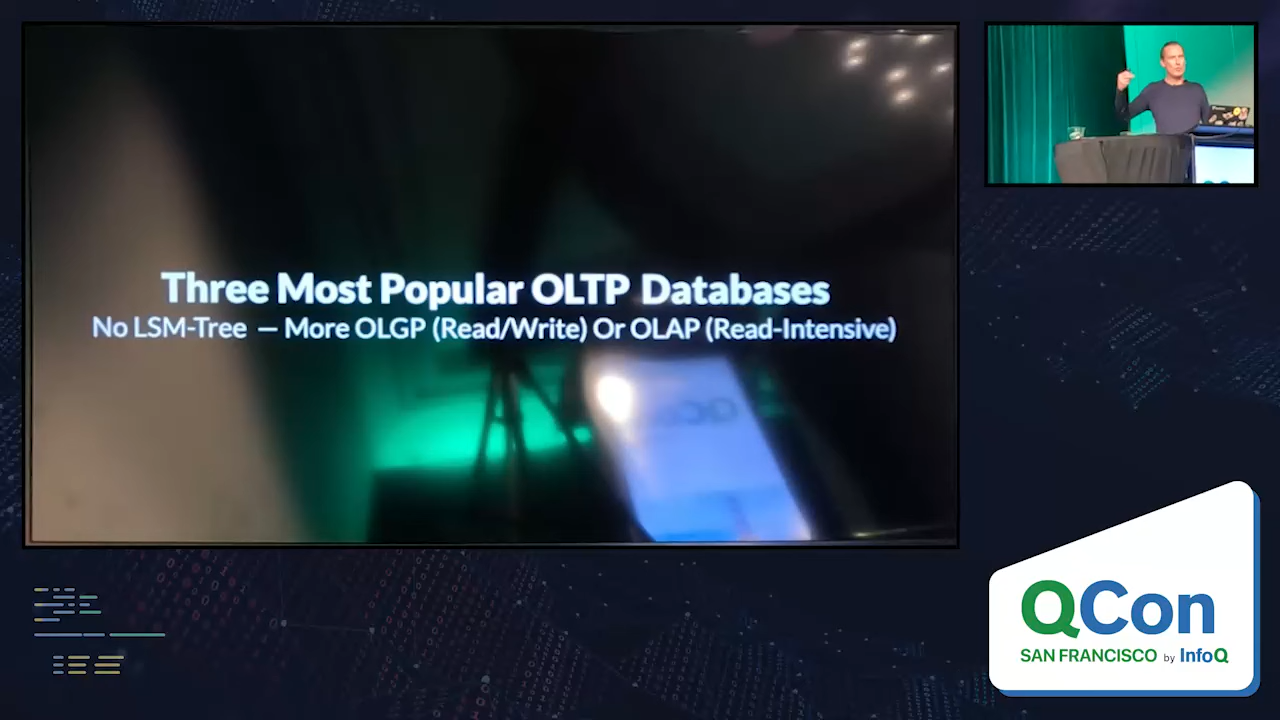 Three Most Popular OLTP Databases
No LSM-Tree — More OLGP (Read/Write) Or OLAP (Read-Intensive)
QCon
SAN FRANCISCO by InfoQ